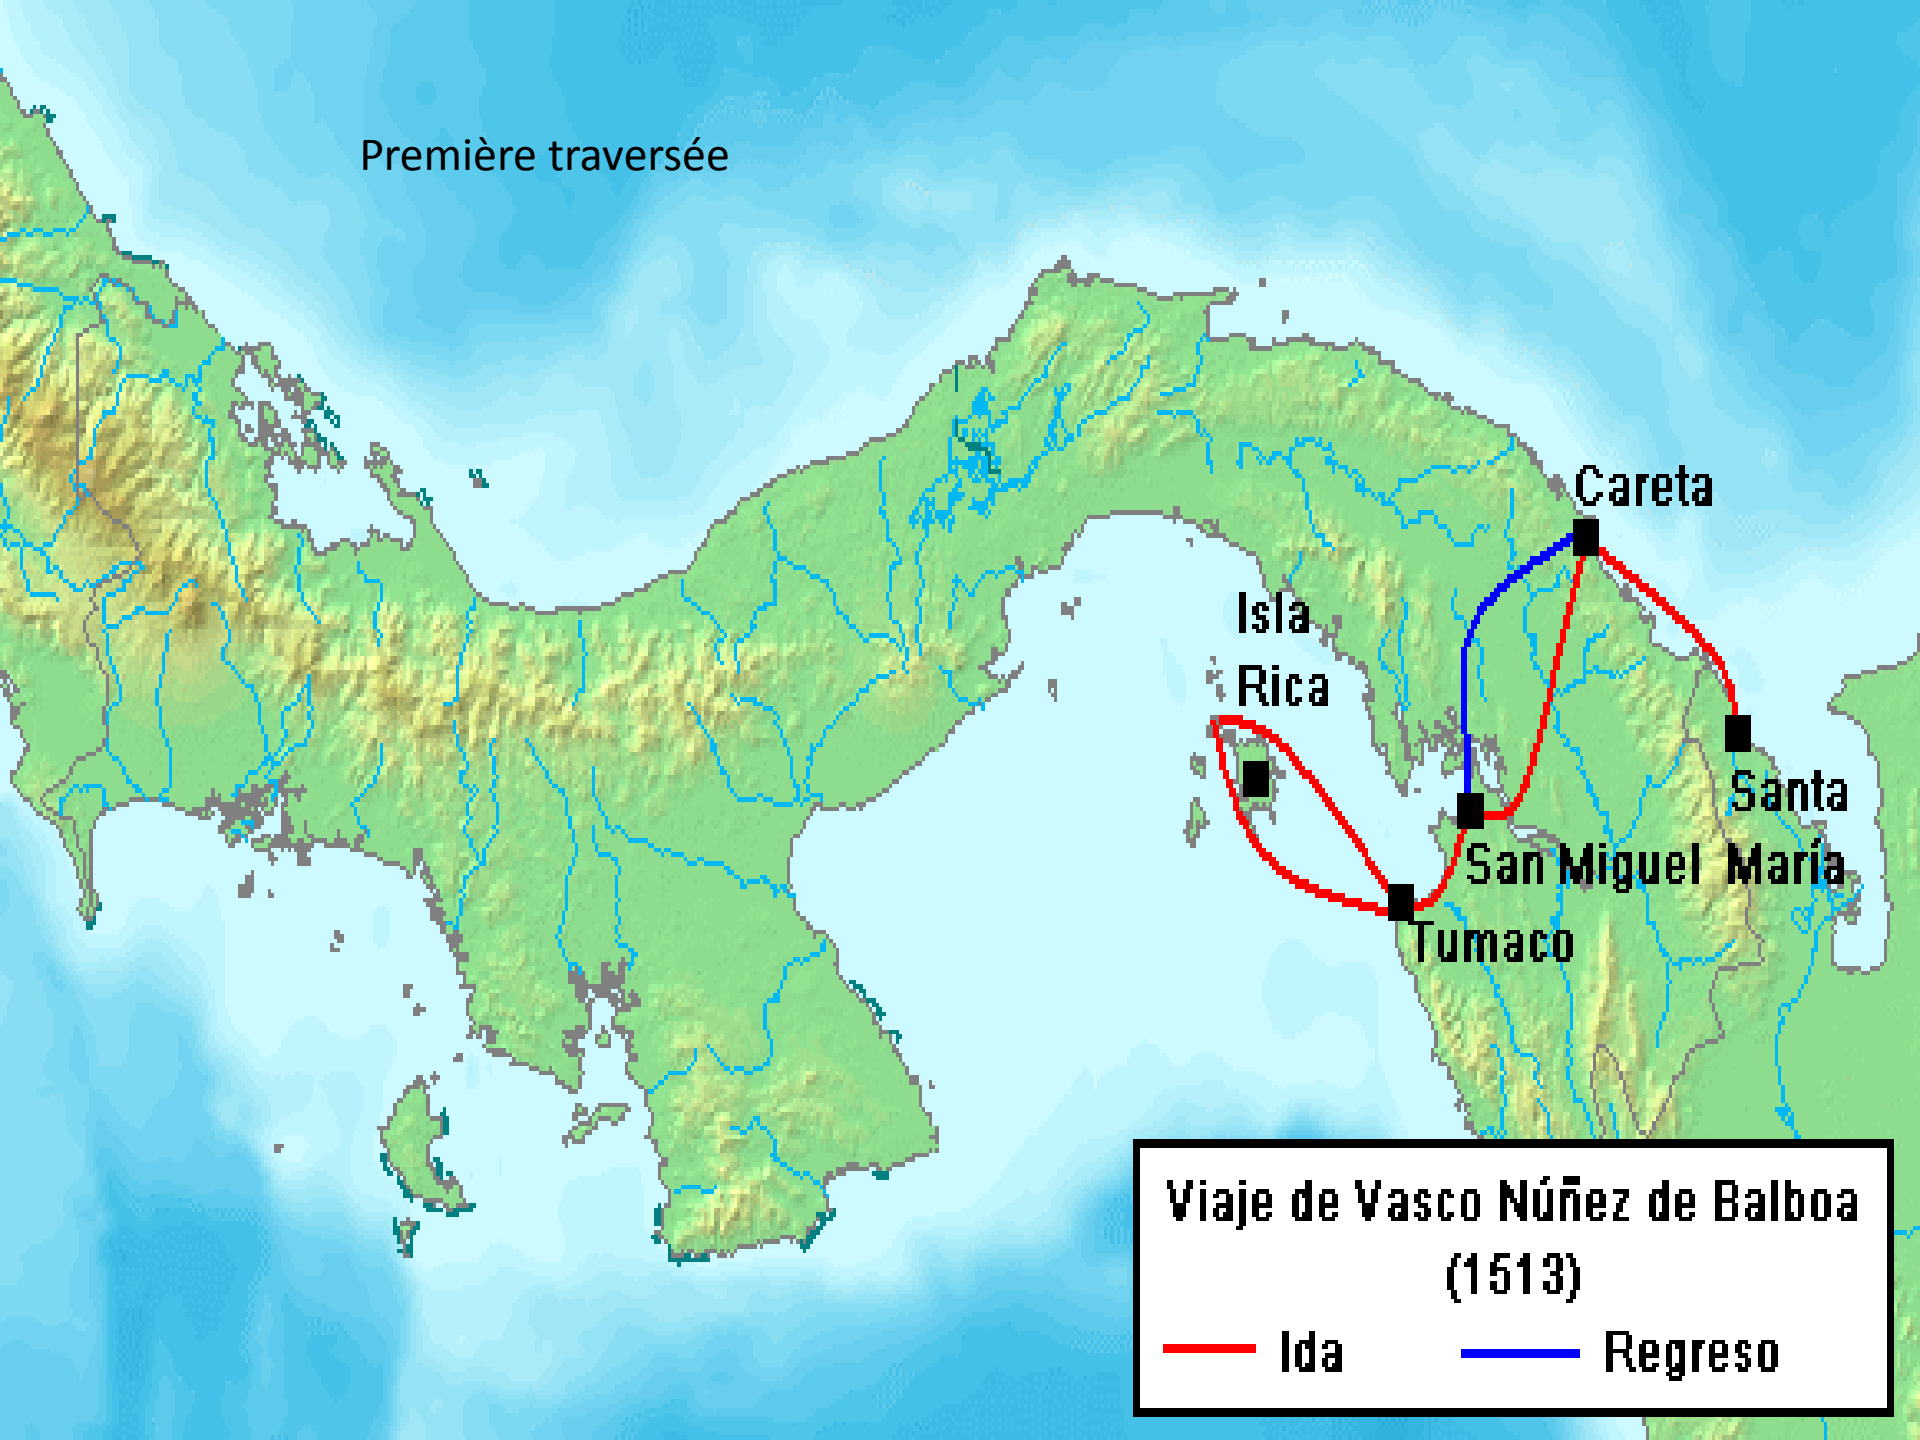 Première traversée
Careta
Isla
Rica
Santa
María
San Miguel
Tumaco
Viaje de Vasco Núñez de Balboa
(1513)
Ida
Regreso